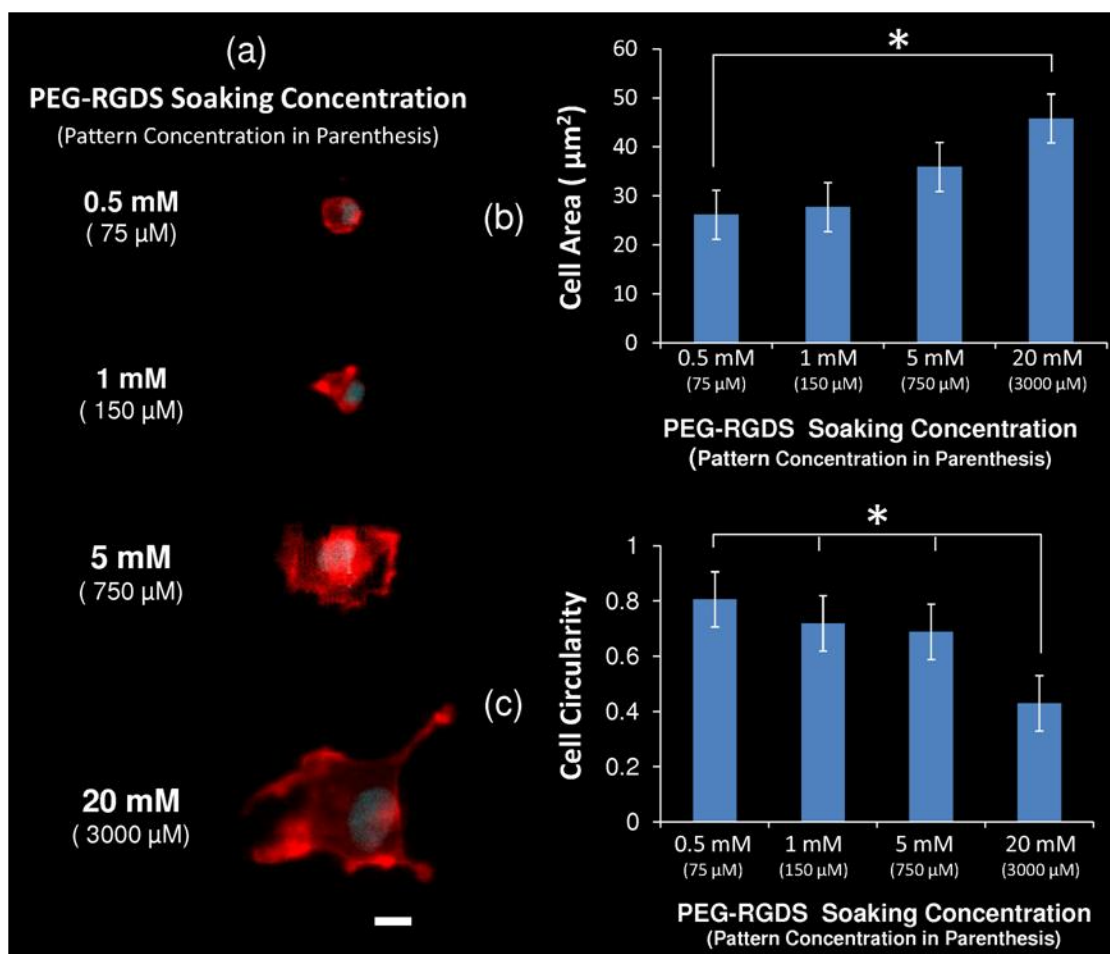 (a)
PEG-RGDS Soaking Concentration
(Pattern Concentration in Parenthesis)
0.5 mM
( 75 µM)
1 mM
( 150 µM)
5 mM
( 750 µM)
20 mM
( 3000 µM)
(b)
Cell Area ( µm²)
60
50
40
30
20
10
0
*
0.5 mM 1 mM 5 mM 20 mM
(75 µM) (150 µM) (750 µM) (3000 µM)
PEG-RGDS Soaking Concentration
(Pattern Concentration in Parenthesis)
(c)
Cell Circularity
1
0.8
0.6
0.4
0.2
0
*
0.5 mM 1 mM 5 mM 20 mM
(75 µM) (150 µM) (750 µM) (3000 µM)
PEG-RGDS Soaking Concentration
(Pattern Concentration in Parenthesis)